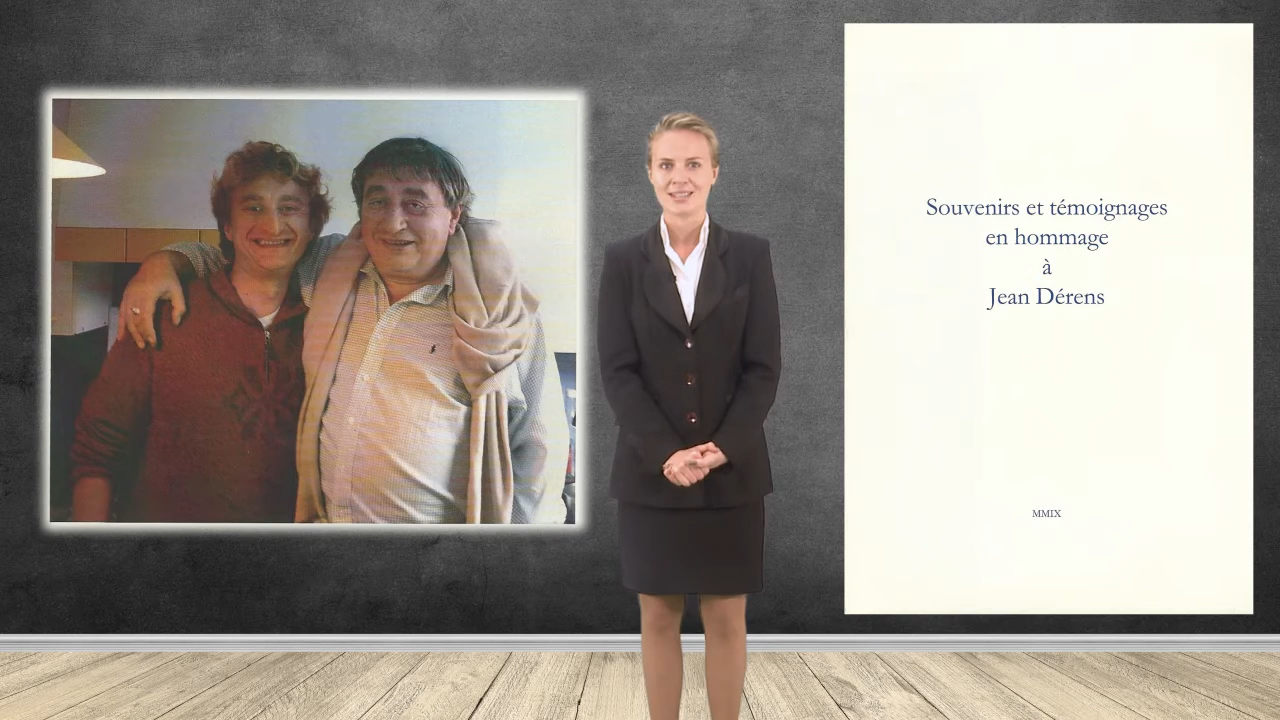 Souvenirs et témoignages
en hommage
à
Jean Dérens
MMIX